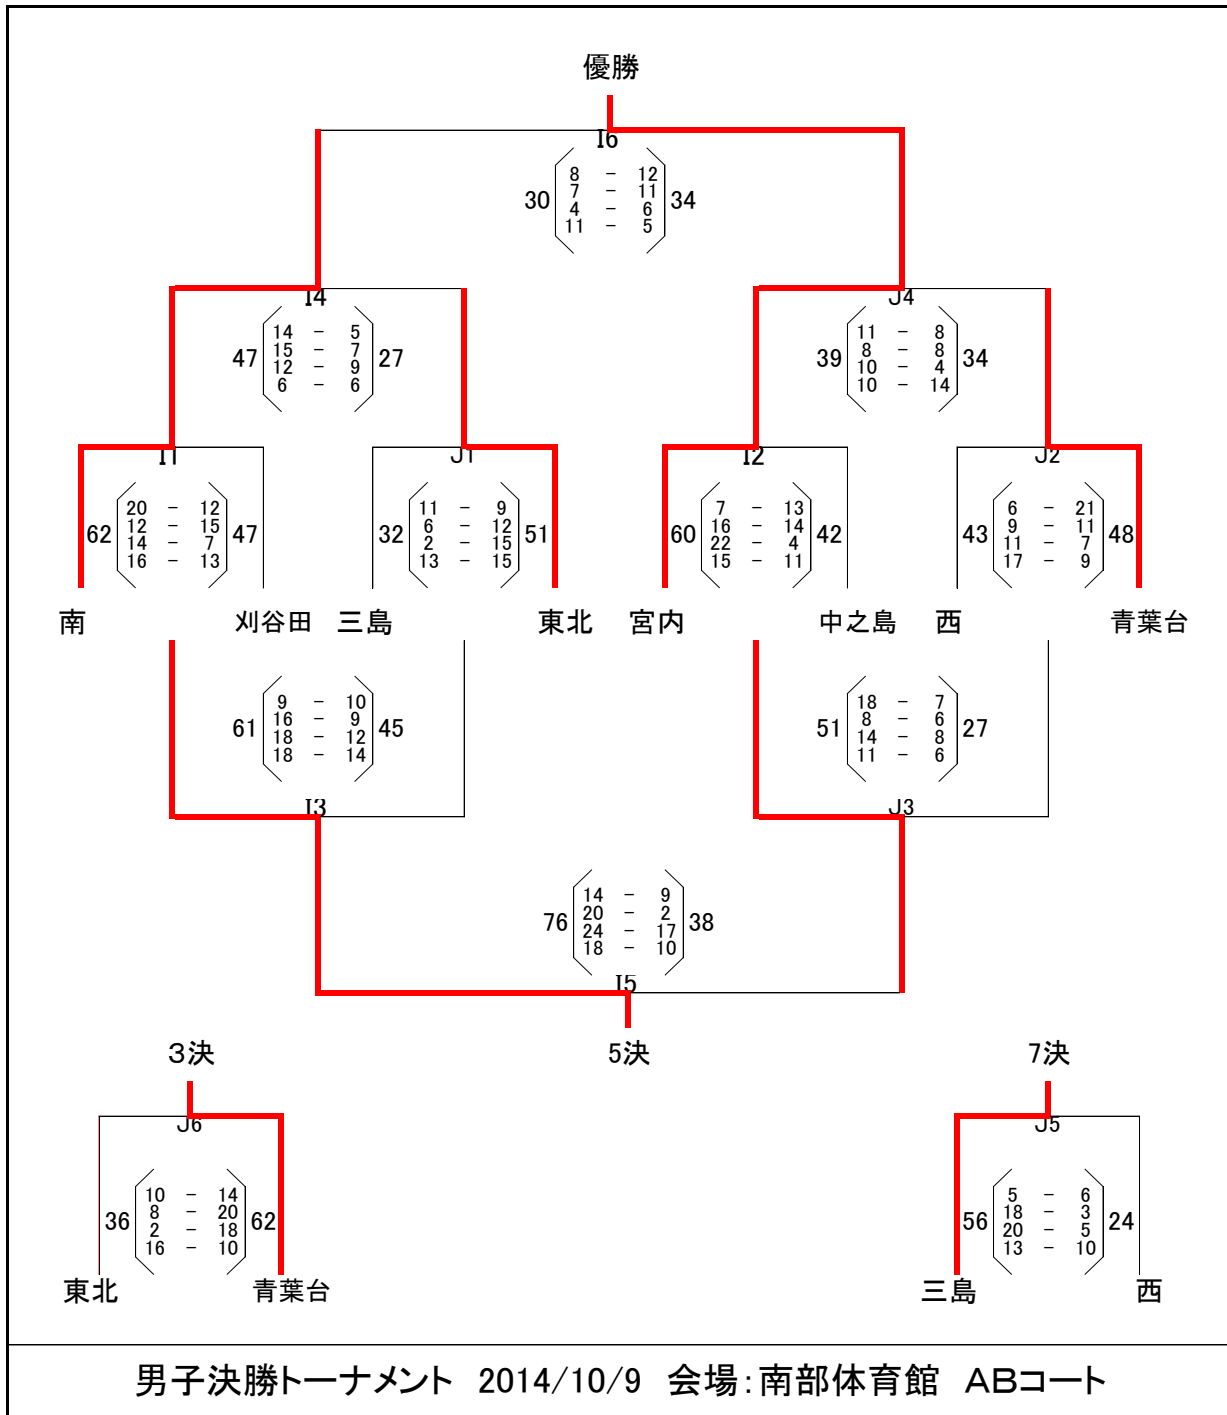 優勝
I6
8 - 12
7 - 11
30 34
4 - 6
11 - 5
I4 J4
14 - 5 11 - 8
15 - 7 8 - 8
47 27 39 34
12 - 9 10 - 4
6 - 6 10 - 14
I1 J1 I2 J2
20 - 12 11 - 9 7 - 13 6 - 21
12 - 15 6 - 12 16 - 14 9 - 11
62 47 32 51 60 42 43 48
14 - 7 2 - 15 22 - 4 11 - 7
16 - 13 13 - 15 15 - 11 17 - 9
南 刈谷田 三島 東北 宮内 中之島 西 青葉台
9 - 10 18 - 7
16 - 9 8 - 6
61 45 51 27
18 - 12 14 - 8
18 - 14 11 - 6
I3 J3
14 - 9
20 - 2
76 38
24 - 17
18 - 10
I5
3決 5決 7決
J6 J5
10 - 14 5 - 6
8 - 20 18 - 3
36 62 56 24
2 - 18 20 - 5
16 - 10 13 - 10
東北 青葉台 三島 西
男子決勝トーナメント 2014/10/9 会場:南部体育館 ABコート